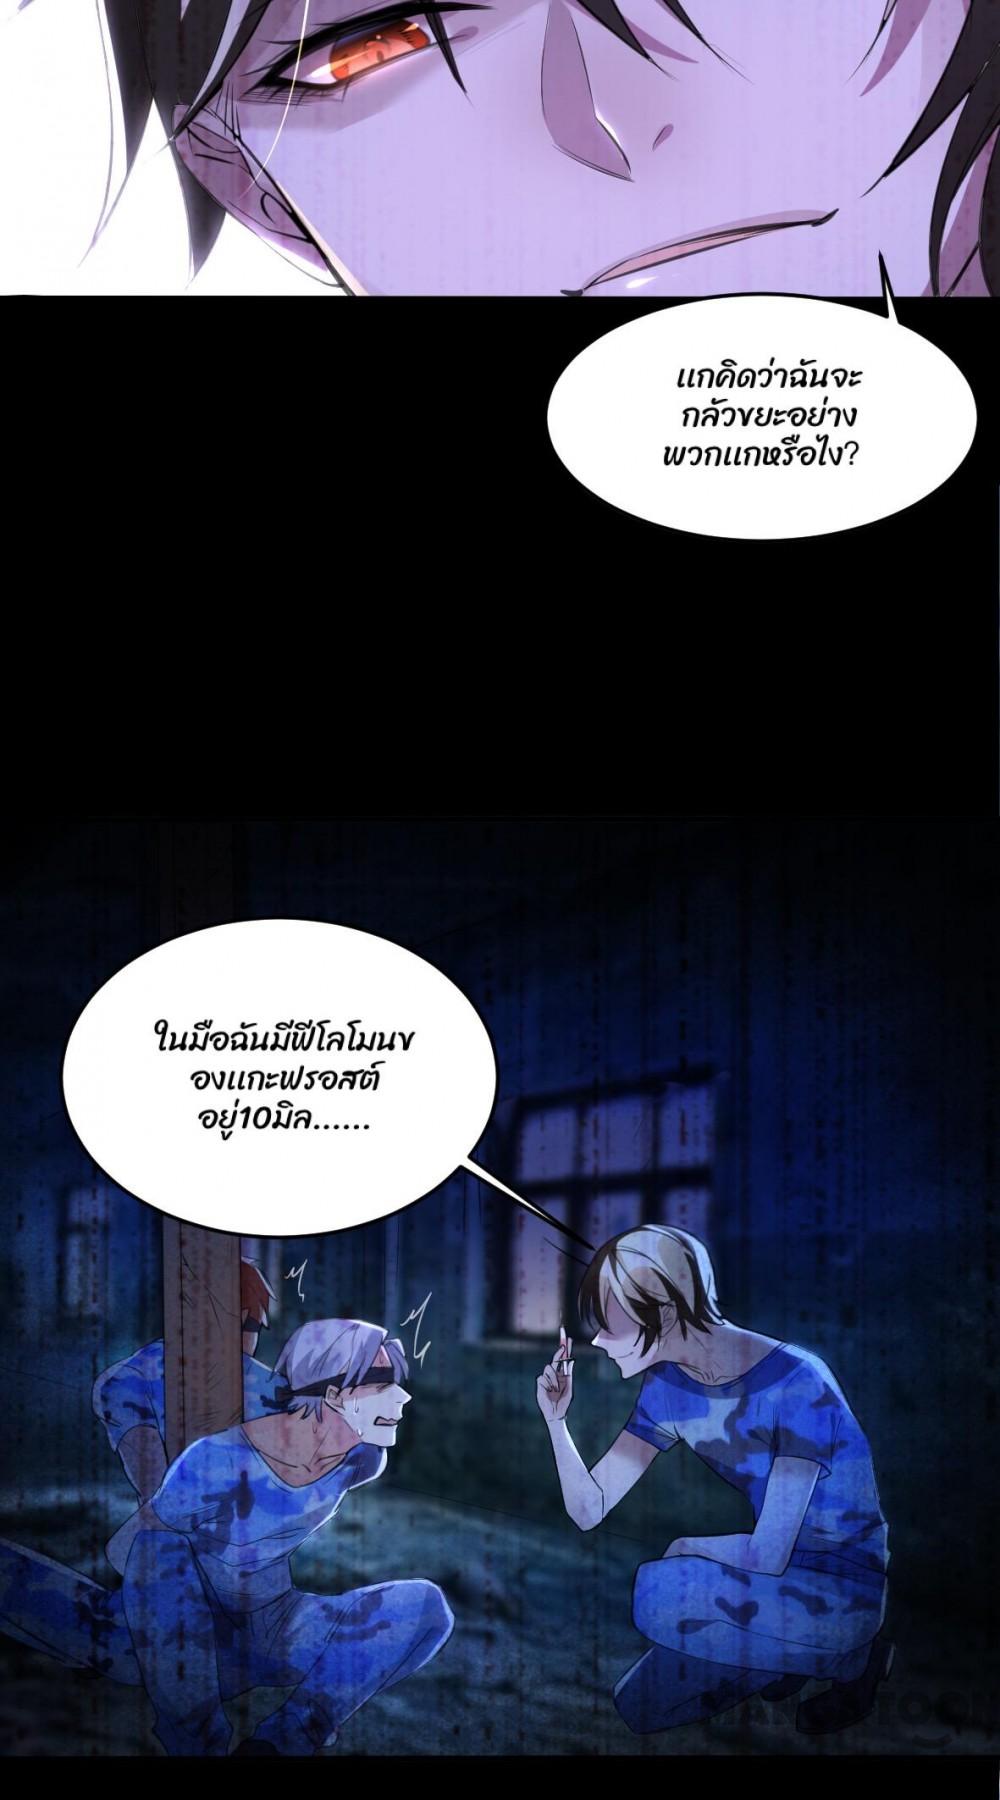 แกคิดว่าฉันจะ
กลัวขยะอย่าง
พวกแกหรือไง?
ในมือฉันมีฟีโลโมนข
องแกะฟรอสต์
อยู่10มิล......
MANGATOON